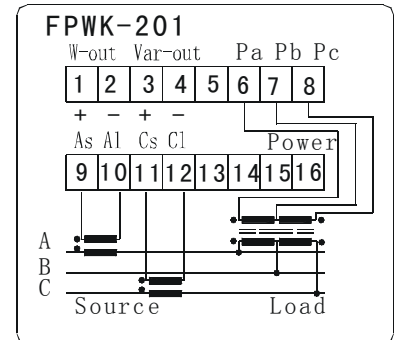 FPWK-201
W-out Var-out Pa Pb Pc
1 2 3 4 5 6 7 8
+ - + -
As Al Cs Cl Power
9 10 11 12 13 14 15 16
A
B
C
Source Load